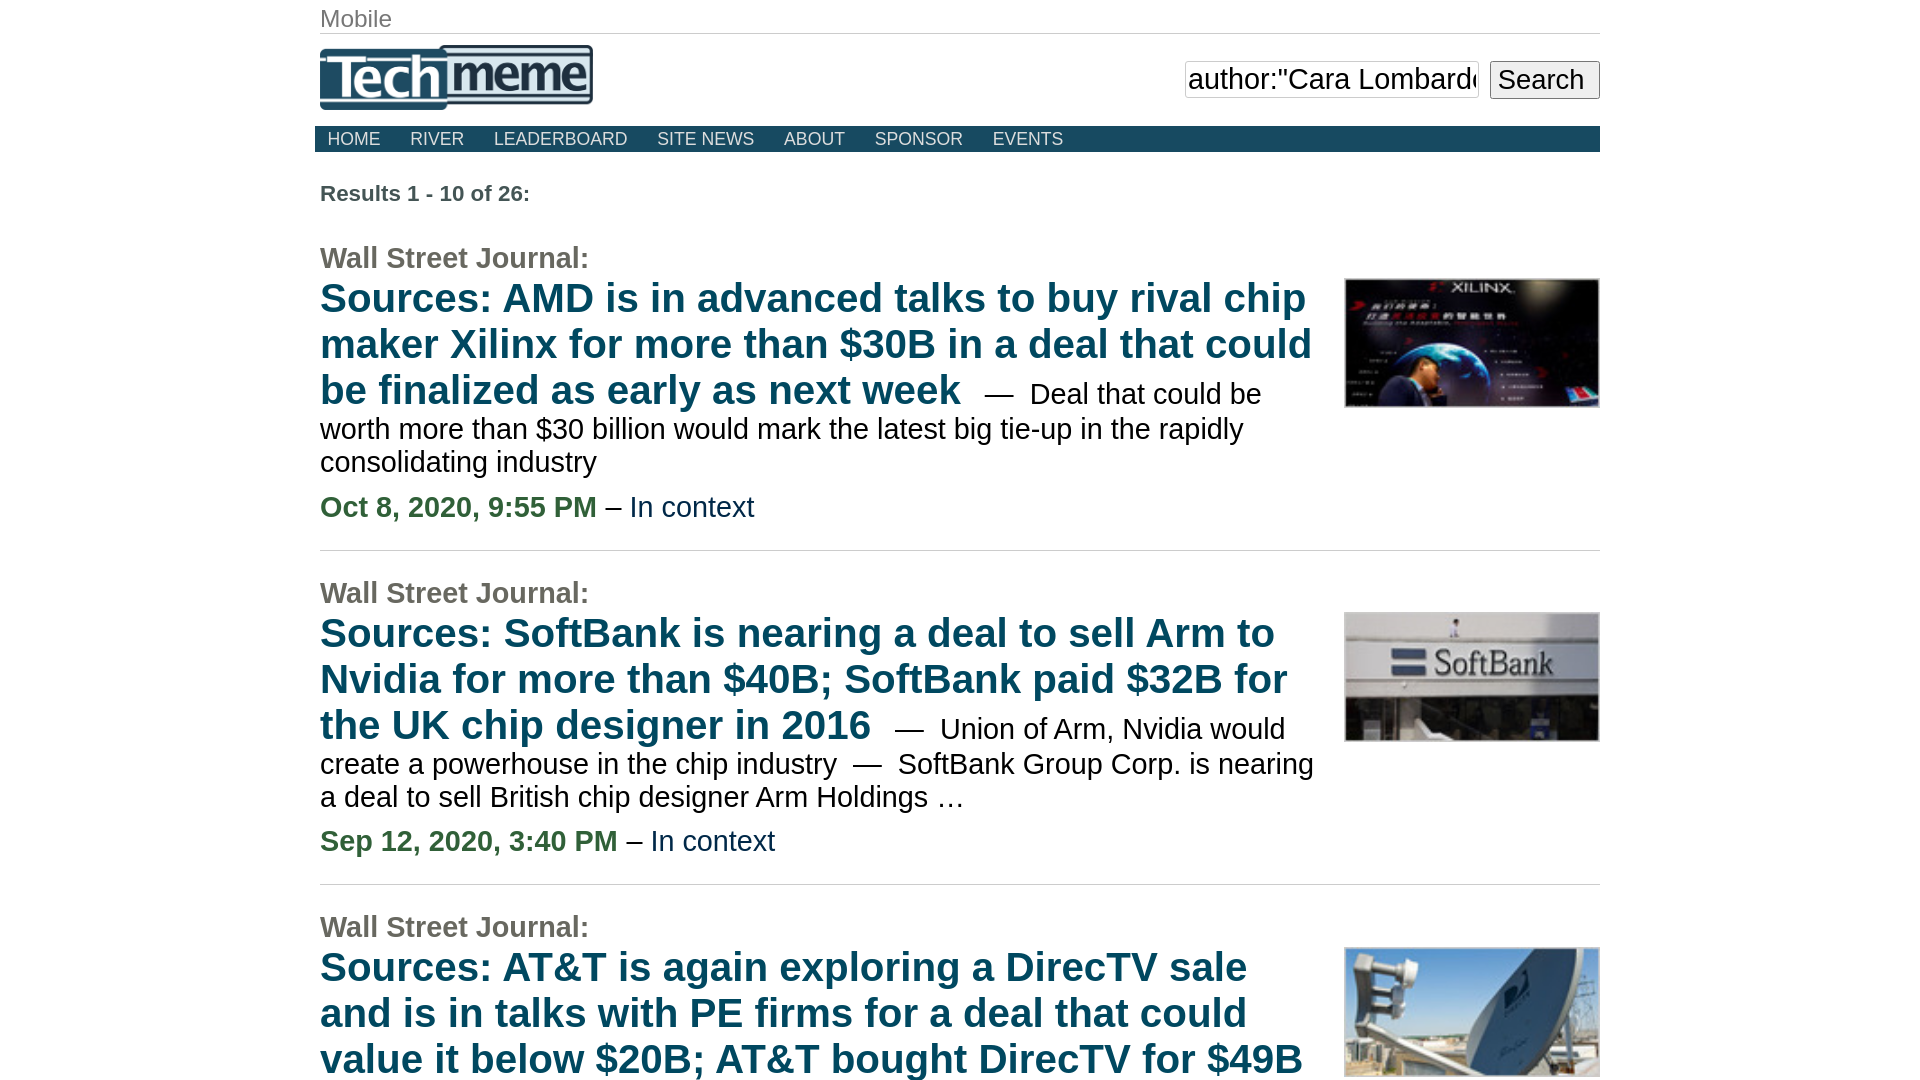 Mobile
Techmeme
author:"Cara Lombardo
Search
HOME RIVER LEADERBOARD SITE NEWS ABOUT SPONSOR EVENTS
Results 1 - 10 of 26:
Wall Street Journal:
Sources: AMD is in advanced talks to buy rival chip
maker Xilinx for more than $30B in a deal that could
be finalized as early as next week — Deal that could be
worth more than $30 billion would mark the latest big tie-up in the rapidly
consolidating industry
Oct 8, 2020, 9:55 PM – In context
XILINX
Wall Street Journal:
Sources: SoftBank is nearing a deal to sell Arm to
Nvidia for more than $40B; SoftBank paid $32B for
the UK chip designer in 2016 — Union of Arm, Nvidia would
create a powerhouse in the chip industry — SoftBank Group Corp. is nearing
a deal to sell British chip designer Arm Holdings …
Sep 12, 2020, 3:40 PM – In context
SoftBank
Wall Street Journal:
Sources: AT&T is again exploring a DirecTV sale
and is in talks with PE firms for a deal that could
value it below $20B; AT&T bought DirecTV for $49B